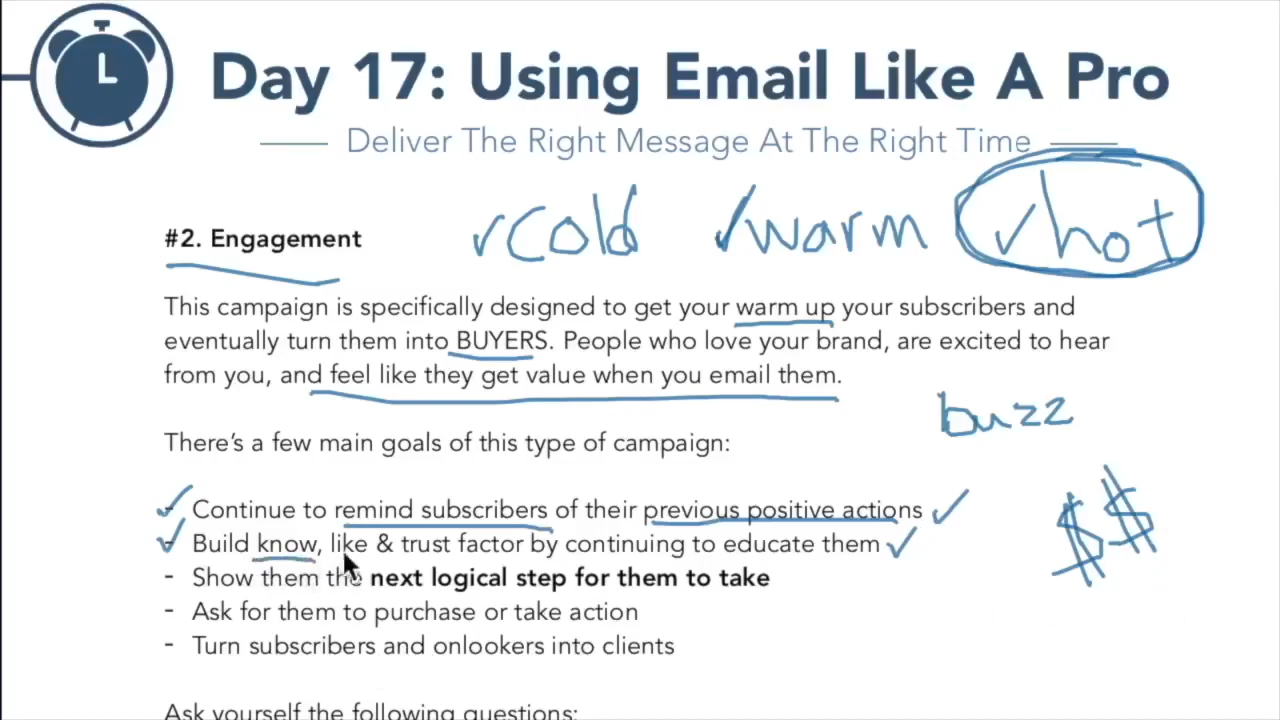 Day 17: Using Email Like A Pro
Deliver The Right Message At The Right Time
#2. Engagement
✓cold ✓warm ✓hot
This campaign is specifically designed to get your warm up your subscribers and
eventually turn them into BUYERS. People who love your brand, are excited to hear
from you, and feel like they get value when you email them.
buzz
There's a few main goals of this type of campaign:
- Continue to remind subscribers of their previous positive actions ✓
- Build know, like & trust factor by continuing to educate them ✓
$$
- Show them the next logical step for them to take
- Ask for them to purchase or take action
- Turn subscribers and onlookers into clients
Ask yourself the following questions: